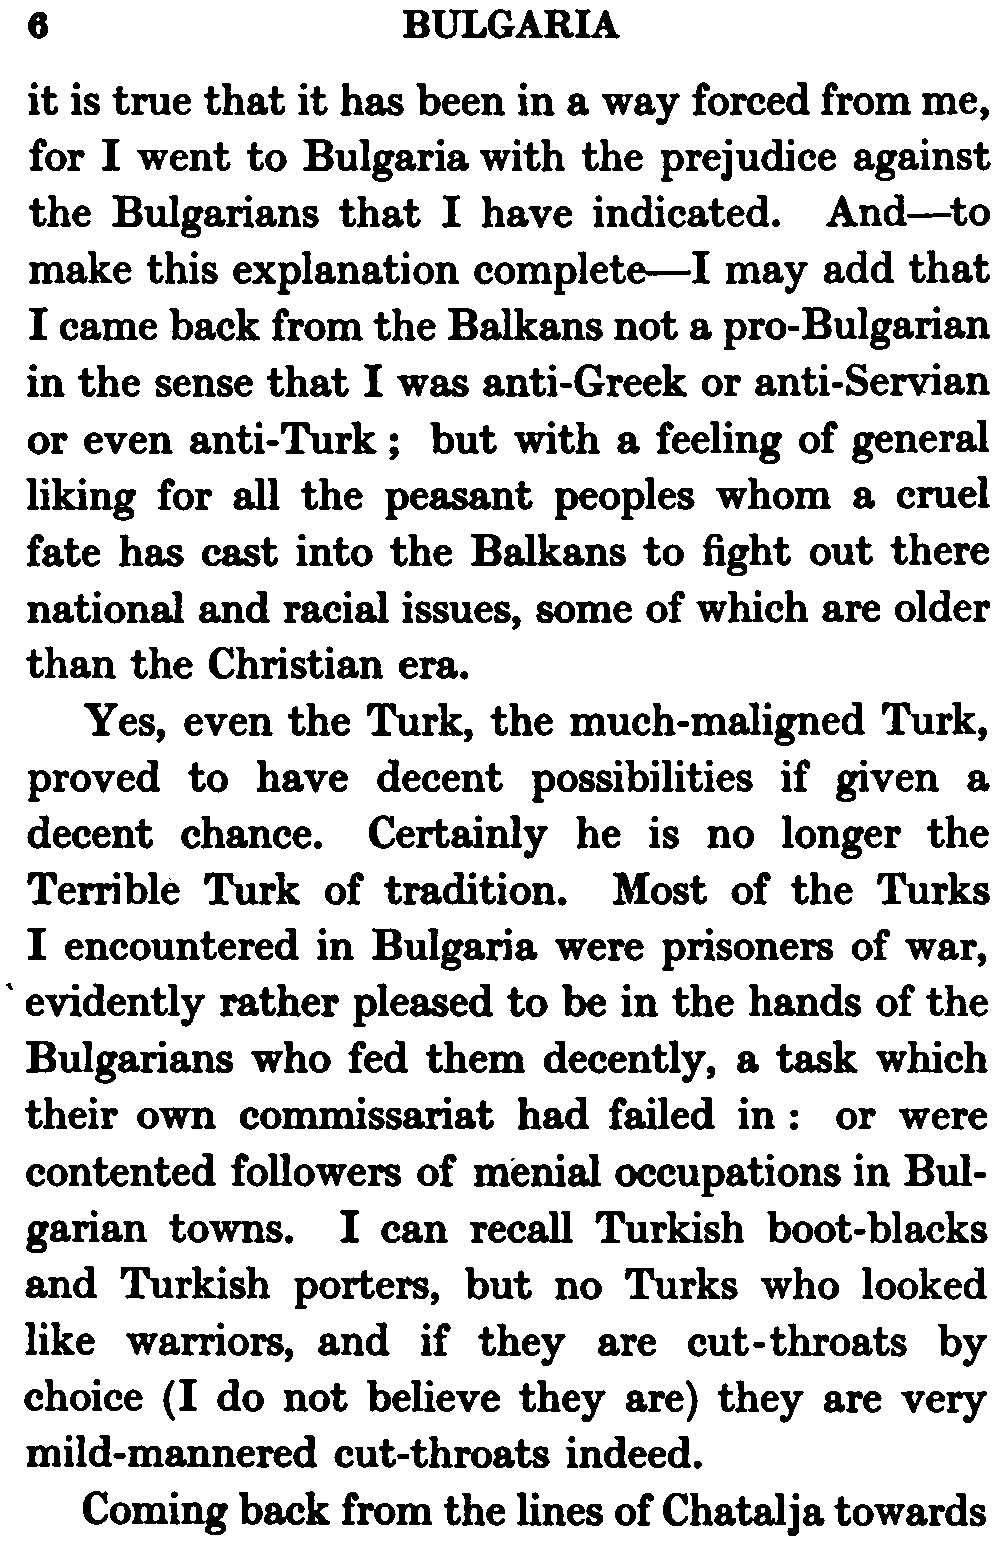 6 BULGARIA
it is true that it has been in a way forced from me,
for I went to Bulgaria with the prejudice against
the Bulgarians that I have indicated. And—to
make this explanation complete—I may add that
I came back from the Balkans not a pro-Bulgarian
in the sense that I was anti-Greek or anti-Servian
or even anti-Turk ; but with a feeling of general
liking for all the peasant peoples whom a cruel
fate has cast into the Balkans to fight out there
national and racial issues, some of which are older
than the Christian era.
Yes, even the Turk, the much-maligned Turk,
proved to have decent possibilities if given a
decent chance. Certainly he is no longer the
Terrible Turk of tradition. Most of the Turks
I encountered in Bulgaria were prisoners of war,
evidently rather pleased to be in the hands of the
Bulgarians who fed them decently, a task which
their own commissariat had failed in : or were
contented followers of menial occupations in Bul-
garian towns. I can recall Turkish boot-blacks
and Turkish porters, but no Turks who looked
like warriors, and if they are cut-throats by
choice (I do not believe they are) they are very
mild-mannered cut-throats indeed.
Coming back from the lines of Chatalja towards